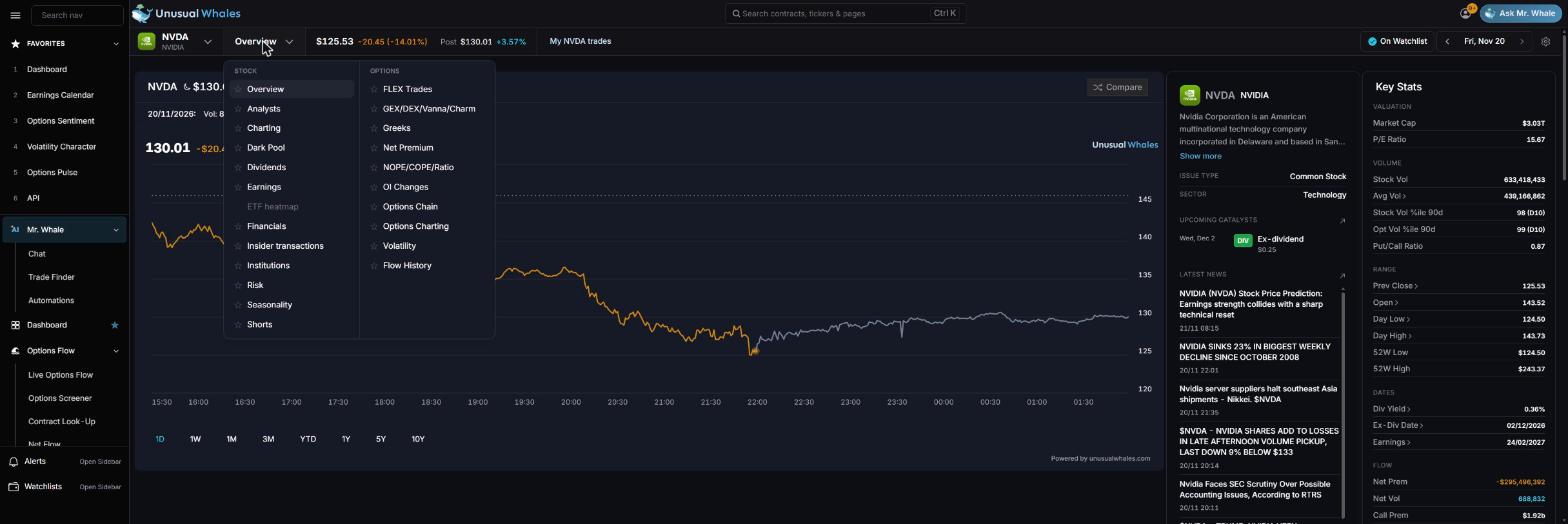 Search nav
Unusual Whales
Search contracts, tickers & pages
Ctrl K
9+
Ask Mr. Whale
FAVORITES
1 Dashboard
2 Earnings Calendar
3 Options Sentiment
4 Volatility Character
5 Options Pulse
6 API
AI Mr. Whale
Chat
Trade Finder
Automations
Dashboard
Options Flow
Live Options Flow
Options Screener
Contract Look-Up
Net Flow
Alerts Open Sidebar
Watchlists Open Sidebar
NVDA
NVIDIA
Overview
$125.53 -20.45 (-14.01%) Post $130.01 +3.57%
My NVDA trades
On Watchlist
Fri, Nov 20
STOCK
Overview
Analysts
Charting
Dark Pool
Dividends
Earnings
ETF heatmap
Financials
Insider transactions
Institutions
Risk
Seasonality
Shorts
OPTIONS
FLEX Trades
GEX/DEX/Vanna/Charm
Greeks
Net Premium
NOPE/COPE/Ratio
OI Changes
Options Chain
Options Charting
Volatility
Flow History
NVDA $130.0
Compare
20/11/2026: Vol: 8
130.01 -$20.4
Unusual Whales
145
140
135
130
125
120
15:30 16:00 16:30 17:00 17:30 18:00 18:30 19:00 19:30 20:00 20:30 21:00 21:30 22:00 22:30 23:00 23:30 00:00 00:30 01:00 01:30
1D 1W 1M 3M YTD 1Y 5Y 10Y
Powered by unusualwhales.com
NVDA NVIDIA
Nvidia Corporation is an American
multinational technology company
incorporated in Delaware and based in San...
Show more
ISSUE TYPE Common Stock
SECTOR Technology
UPCOMING CATALYSTS
Wed, Dec 2 DIV Ex-dividend
$0.25
LATEST NEWS
NVIDIA (NVDA) Stock Price Prediction:
Earnings strength collides with a sharp
technical reset
21/11 08:15
NVIDIA SINKS 23% IN BIGGEST WEEKLY
DECLINE SINCE OCTOBER 2008
20/11 22:01
Nvidia server suppliers halt southeast Asia
shipments - Nikkei. $NVDA
20/11 21:35
$NVDA - NVIDIA SHARES ADD TO LOSSES
IN LATE AFTERNOON VOLUME PICKUP,
LAST DOWN 9% BELOW $133
20/11 20:14
Nvidia Faces SEC Scrutiny Over Possible
Accounting Issues, According to RTRS
20/11 20:11
Key Stats
VALUATION
Market Cap $3.03T
P/E Ratio 15.67
VOLUME
Stock Vol 633,418,433
Avg Vol 439,166,862
Stock Vol %ile 90d 98 (D10)
Opt Vol %ile 90d 99 (D10)
Put/Call Ratio 0.87
RANGE
Prev Close 125.53
Open 143.52
Day Low 124.50
Day High 143.73
52W Low $124.50
52W High $243.37
DATES
Div Yield 0.36%
Ex-Div Date 02/12/2026
Earnings 24/02/2027
FLOW
Net Prem -$295,496,392
Net Vol 688,832
Call Prem $1.92b